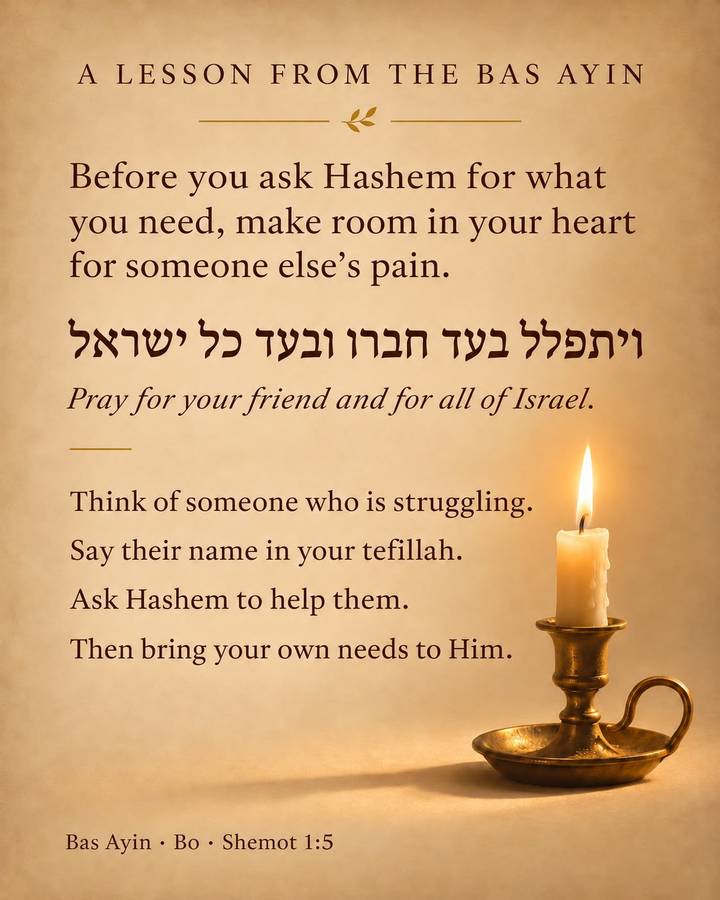 A LESSON FROM THE BAS AYIN
Before you ask Hashem for what
you need, make room in your heart
for someone else’s pain.
ויתפלל בעד חברו ובעד כל ישראל
Pray for your friend and for all of Israel.
Think of someone who is struggling.
Say their name in your tefillah.
Ask Hashem to help them.
Then bring your own needs to Him.
Bas Ayin · Bo · Shemot 1:5